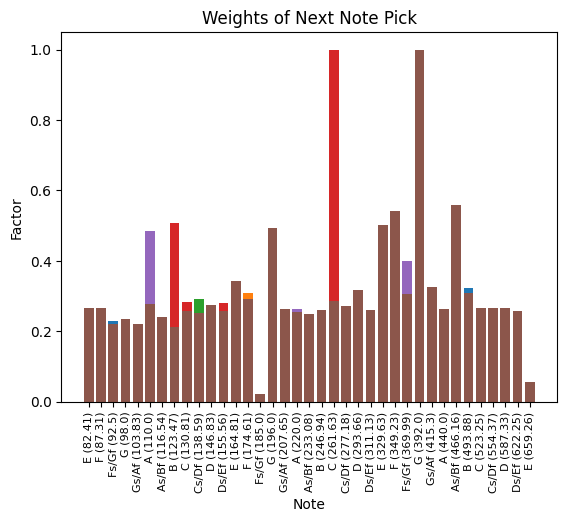 Weights of Next Note Pick
1.0
0.8
0.6
0.4
0.2
0.0
Factor
E (82.41)
F (87.31)
Fs/Gf (92.5)
G (98.0)
Gs/Af (103.83)
A (110.0)
As/Bf (116.54)
B (123.47)
C (130.81)
Cs/Df (138.59)
D (146.83)
Ds/Ef (155.56)
E (164.81)
F (174.61)
Fs/Gf (185.0)
G (196.0)
Gs/Af (207.65)
A (220.0)
As/Bf (233.08)
B (246.94)
C (261.63)
Cs/Df (277.18)
D (293.66)
Ds/Ef (311.13)
E (329.63)
F (349.23)
Fs/Gf (369.99)
G (392.0)
Gs/Af (415.3)
A (440.0)
As/Bf (466.16)
B (493.88)
C (523.25)
Cs/Df (554.37)
D (587.33)
Ds/Ef (622.25)
E (659.26)
Note